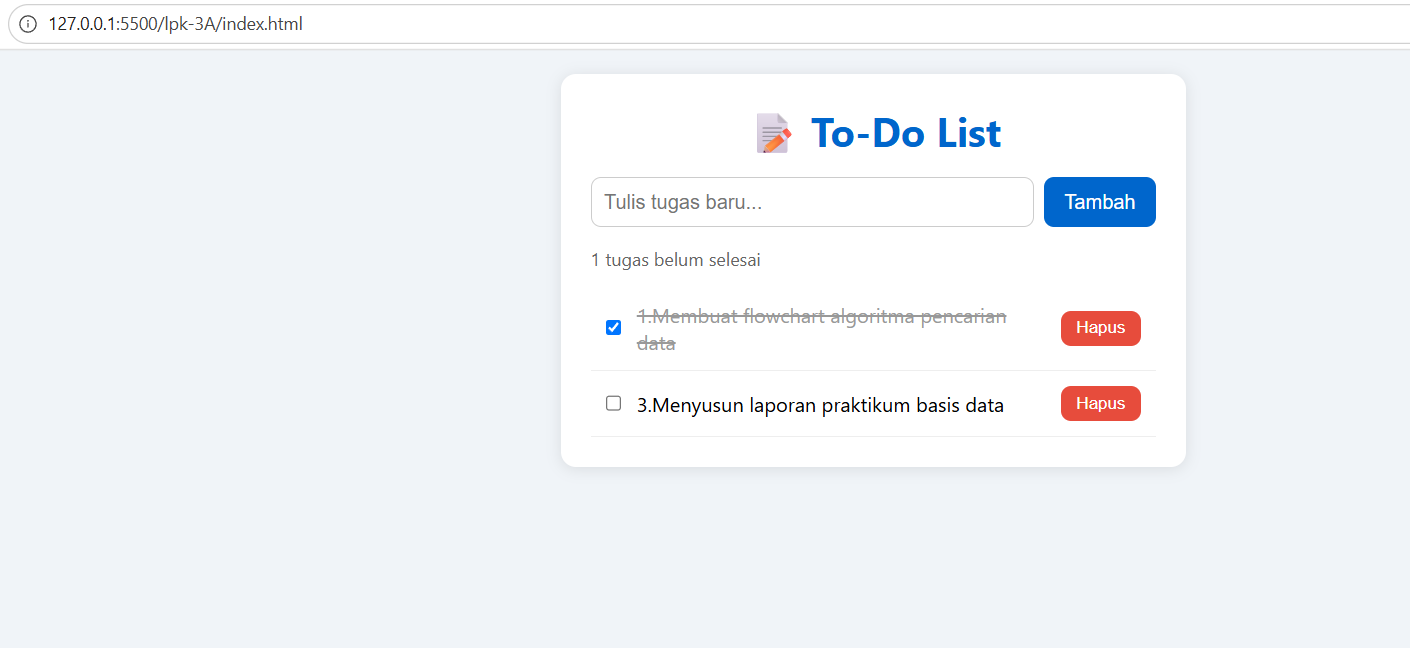 127.0.0.1:5500/lpk-3A/index.html
To-Do List
Tulis tugas baru...
Tambah
1 tugas belum selesai
1.Membuat flowchart algoritma pencarian
data
Hapus
3.Menyusun laporan praktikum basis data
Hapus